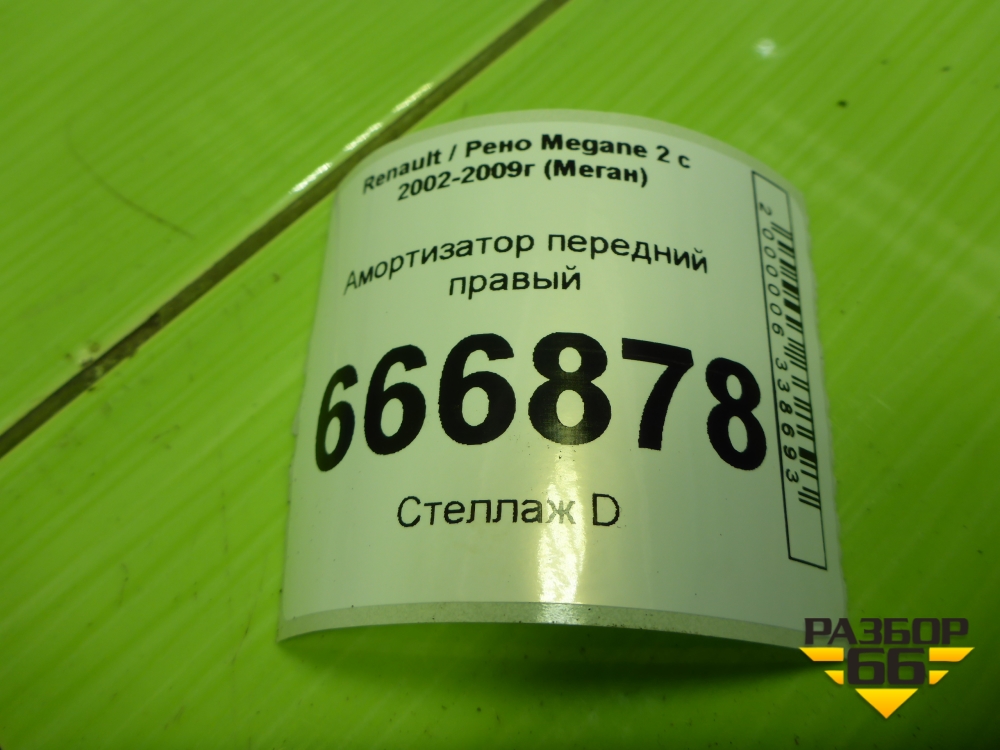 Renault / Рено Megane 2 с
2002-2009г (Меган)
Амортизатор передний
правый
666878
Стеллаж D
2000006338693
РАЗБОР
66